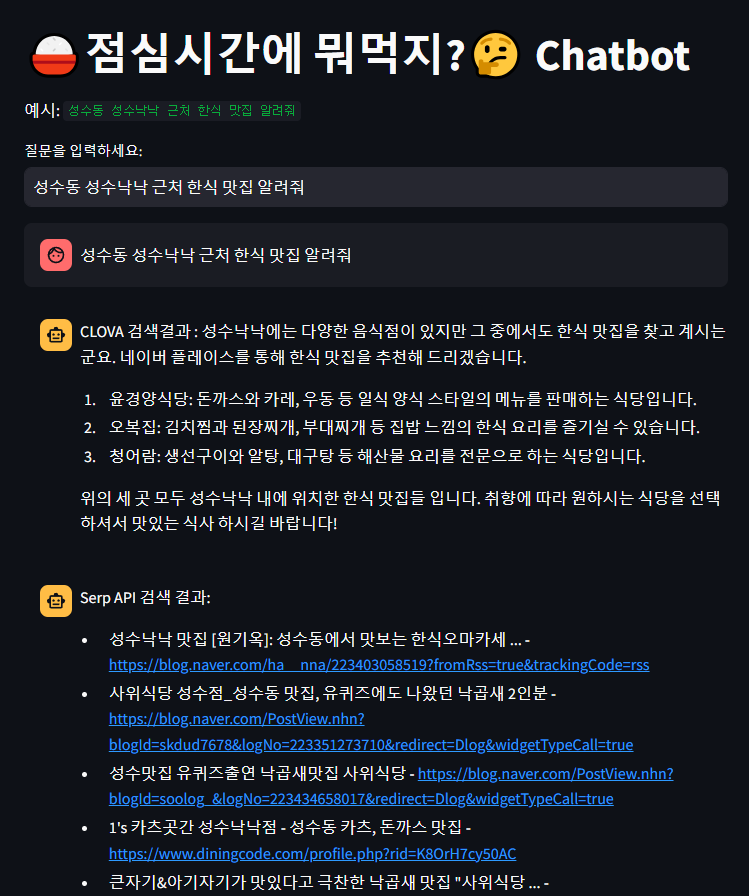 🍚점심시간에 뭐먹지?🤔 Chatbot
예시: 성수동 성수낙낙 근처 한식 맛집 알려줘
질문을 입력하세요:
성수동 성수낙낙 근처 한식 맛집 알려줘
성수동 성수낙낙 근처 한식 맛집 알려줘
CLOVA 검색결과 : 성수낙낙에는 다양한 음식점이 있지만 그 중에서도 한식 맛집을 찾고 계시는
군요. 네이버 플레이스를 통해 한식 맛집을 추천해 드리겠습니다.
1. 윤경양식당: 돈까스와 카레, 우동 등 일식 양식 스타일의 메뉴를 판매하는 식당입니다.
2. 오복집: 김치찜과 된장찌개, 부대찌개 등 집밥 느낌의 한식 요리를 즐기실 수 있습니다.
3. 청어람: 생선구이와 알탕, 대구탕 등 해산물 요리를 전문으로 하는 식당입니다.
위의 세 곳 모두 성수낙낙 내에 위치한 한식 맛집들 입니다. 취향에 따라 원하시는 식당을 선택
하셔서 맛있는 식사 하시길 바랍니다!
Serp API 검색 결과:
• 성수낙낙 맛집 [원기옥]: 성수동에서 맛보는 한식오마카세 ... -
https://blog.naver.com/ha__nna/223403058519?fromRss=true&trackingCode=rss
• 사위식당 성수점_성수동 맛집, 유퀴즈에도 나왔던 낙곱새 2인분 -
https://blog.naver.com/PostView.nhn?
blogId=skdud7678&logNo=223351273710&redirect=Dlog&widgetTypeCall=true
• 성수맛집 유퀴즈출연 낙곱새맛집 사위식당 - https://blog.naver.com/PostView.nhn?
blogId=soolog_&logNo=223434658017&redirect=Dlog&widgetTypeCall=true
• 1's 카츠곳간 성수낙낙점 - 성수동 카츠, 돈까스 맛집 -
https://www.diningcode.com/profile.php?rid=K8OrH7cy50AC
• 큰자기&아기자기가 맛있다고 극찬한 낙곱새 맛집 "사위식당 ... -